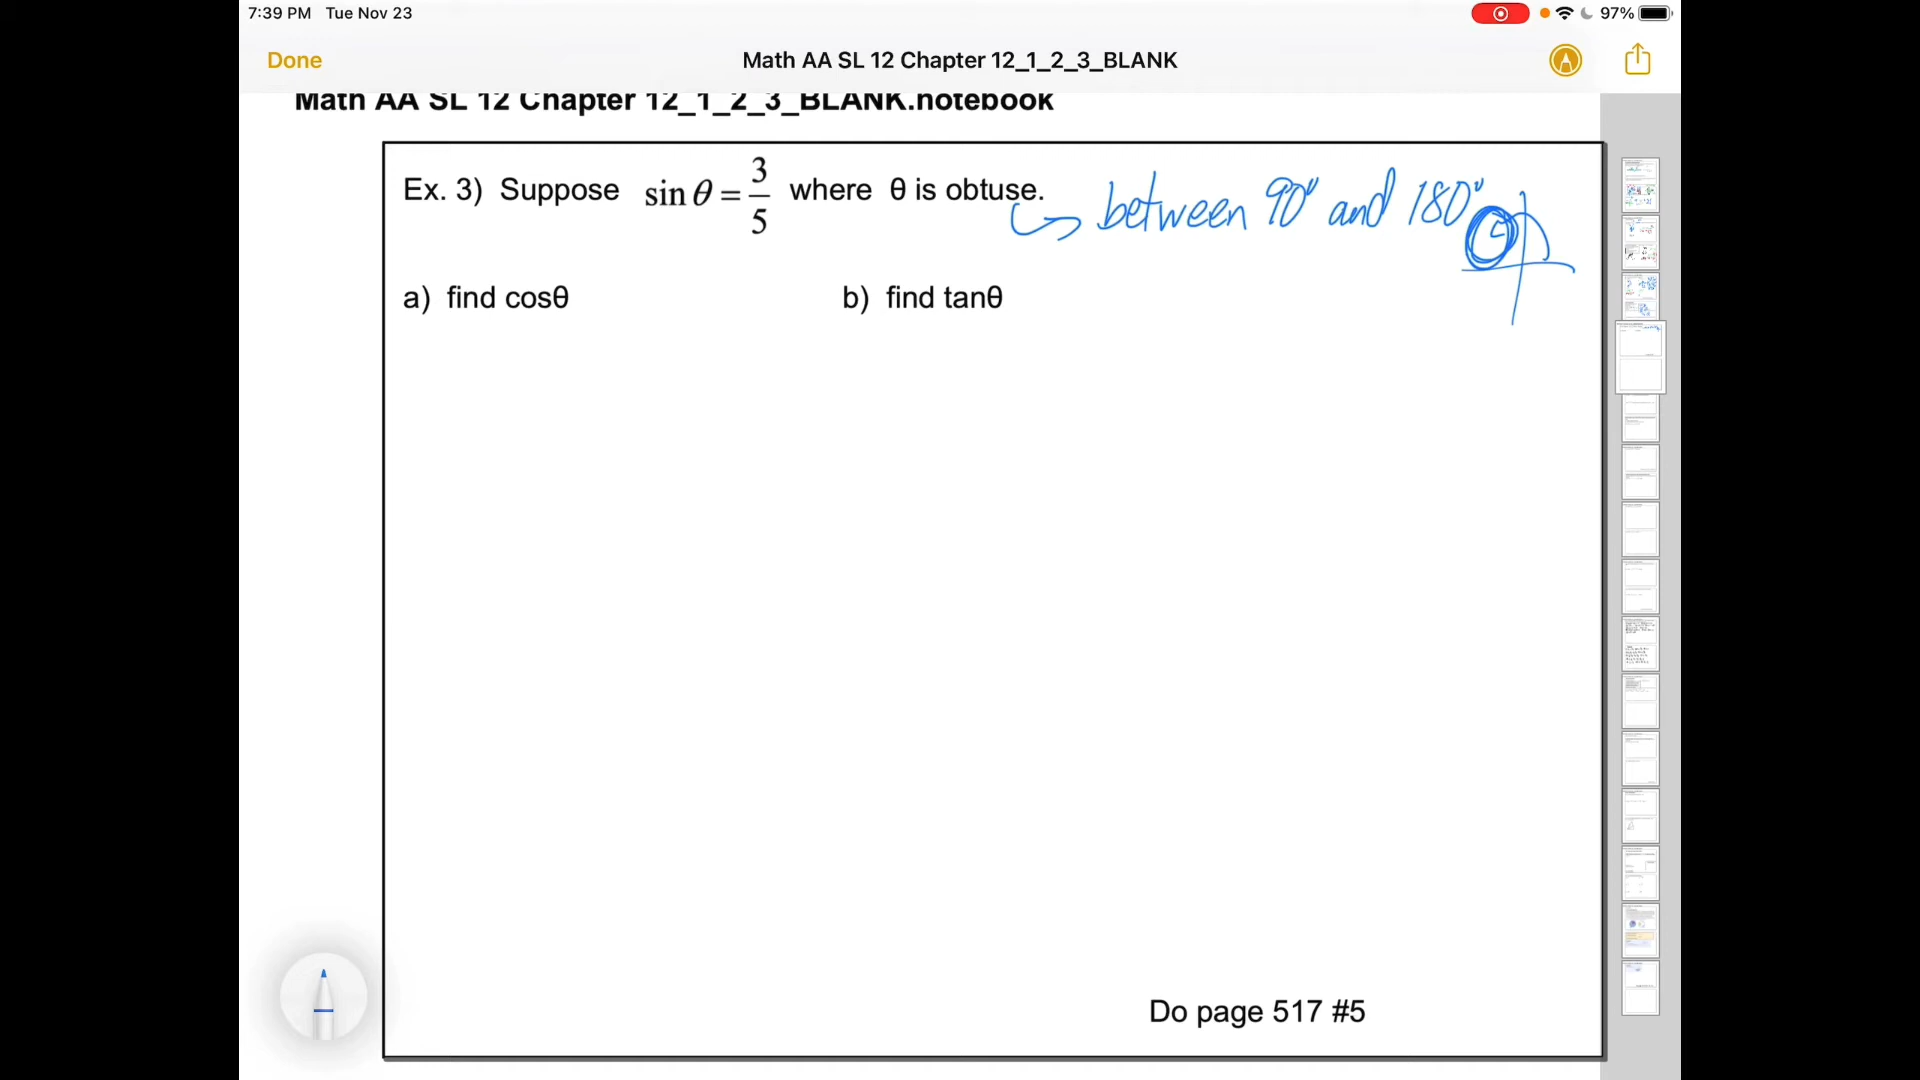 7:39 PM Tue Nov 23
97%
Done
Math AA SL 12 Chapter 12_1_2_3_BLANK
Math AA SL 12 Chapter 12_1_2_3_BLANK.notebook
Ex. 3) Suppose sin θ = 3/5 where θ is obtuse.
between 90° and 180°
a) find cosθ
b) find tanθ
Do page 517 #5